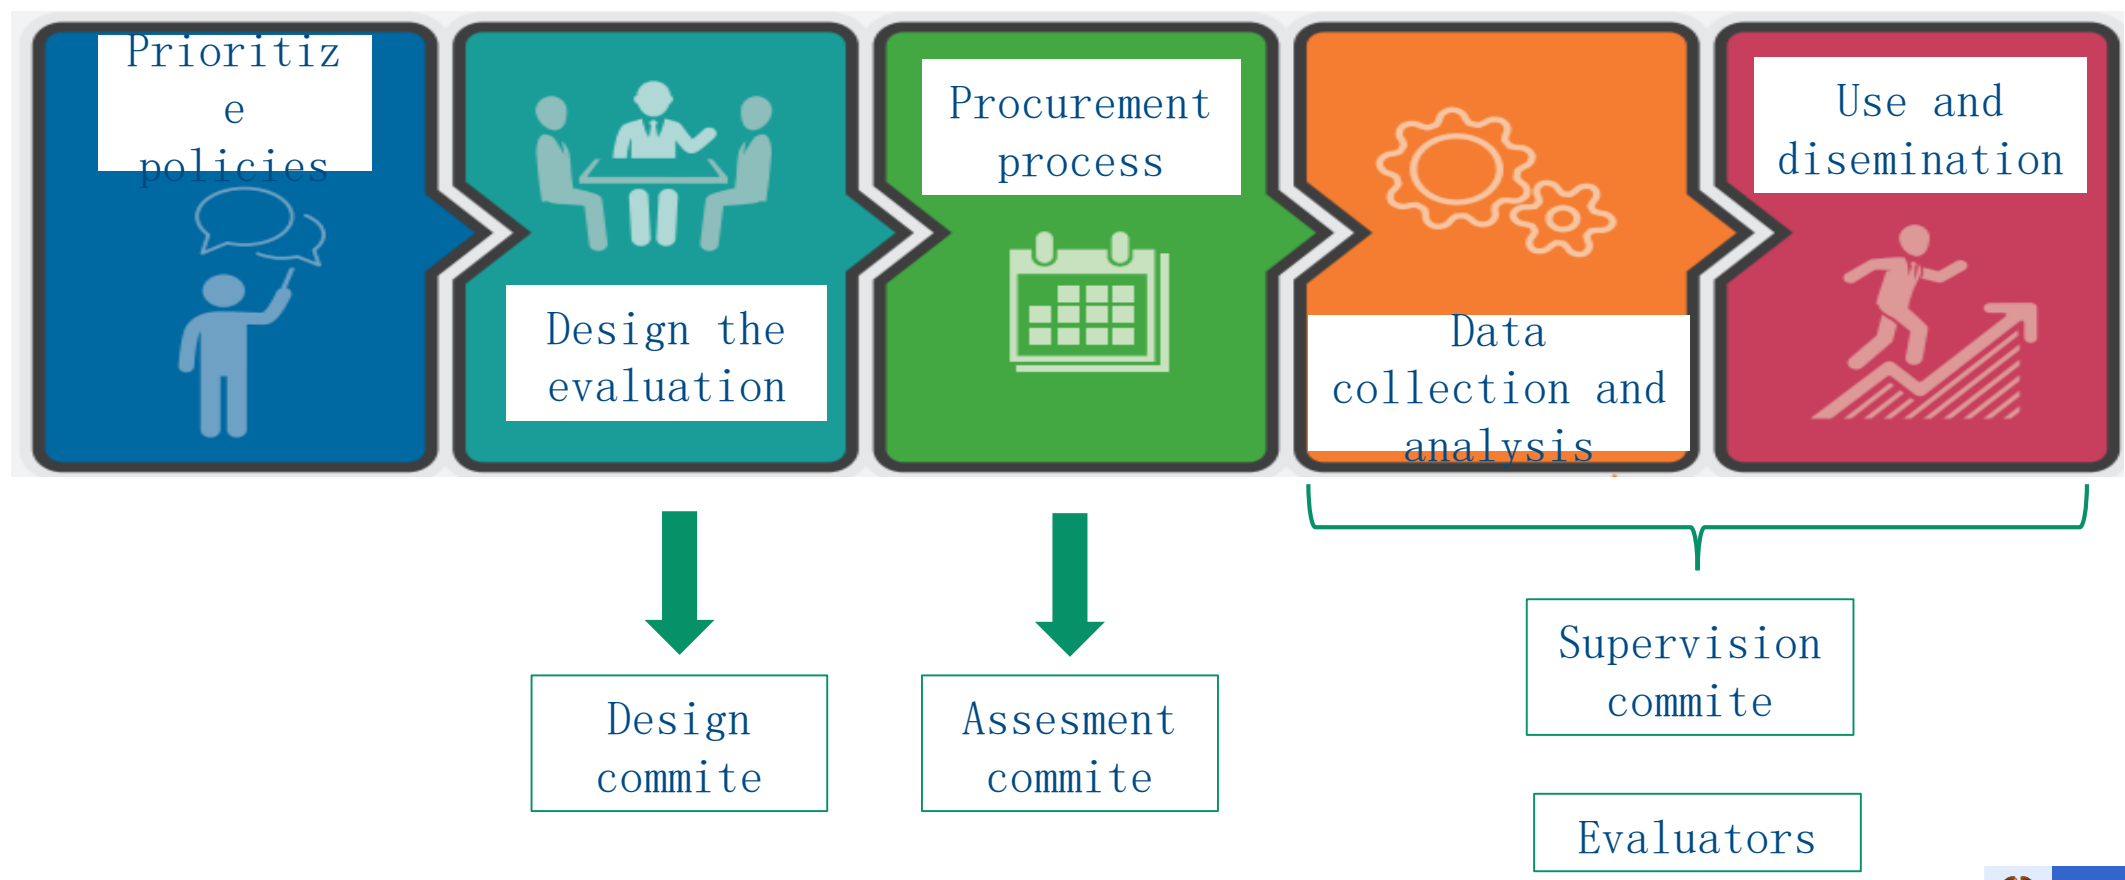 Prioritiz
e
policies
Design the
evaluation
Procurement
process
Data
collection and
analysis
Use and
disemination
Design
commite
Assesment
commite
Supervision
commite
Evaluators